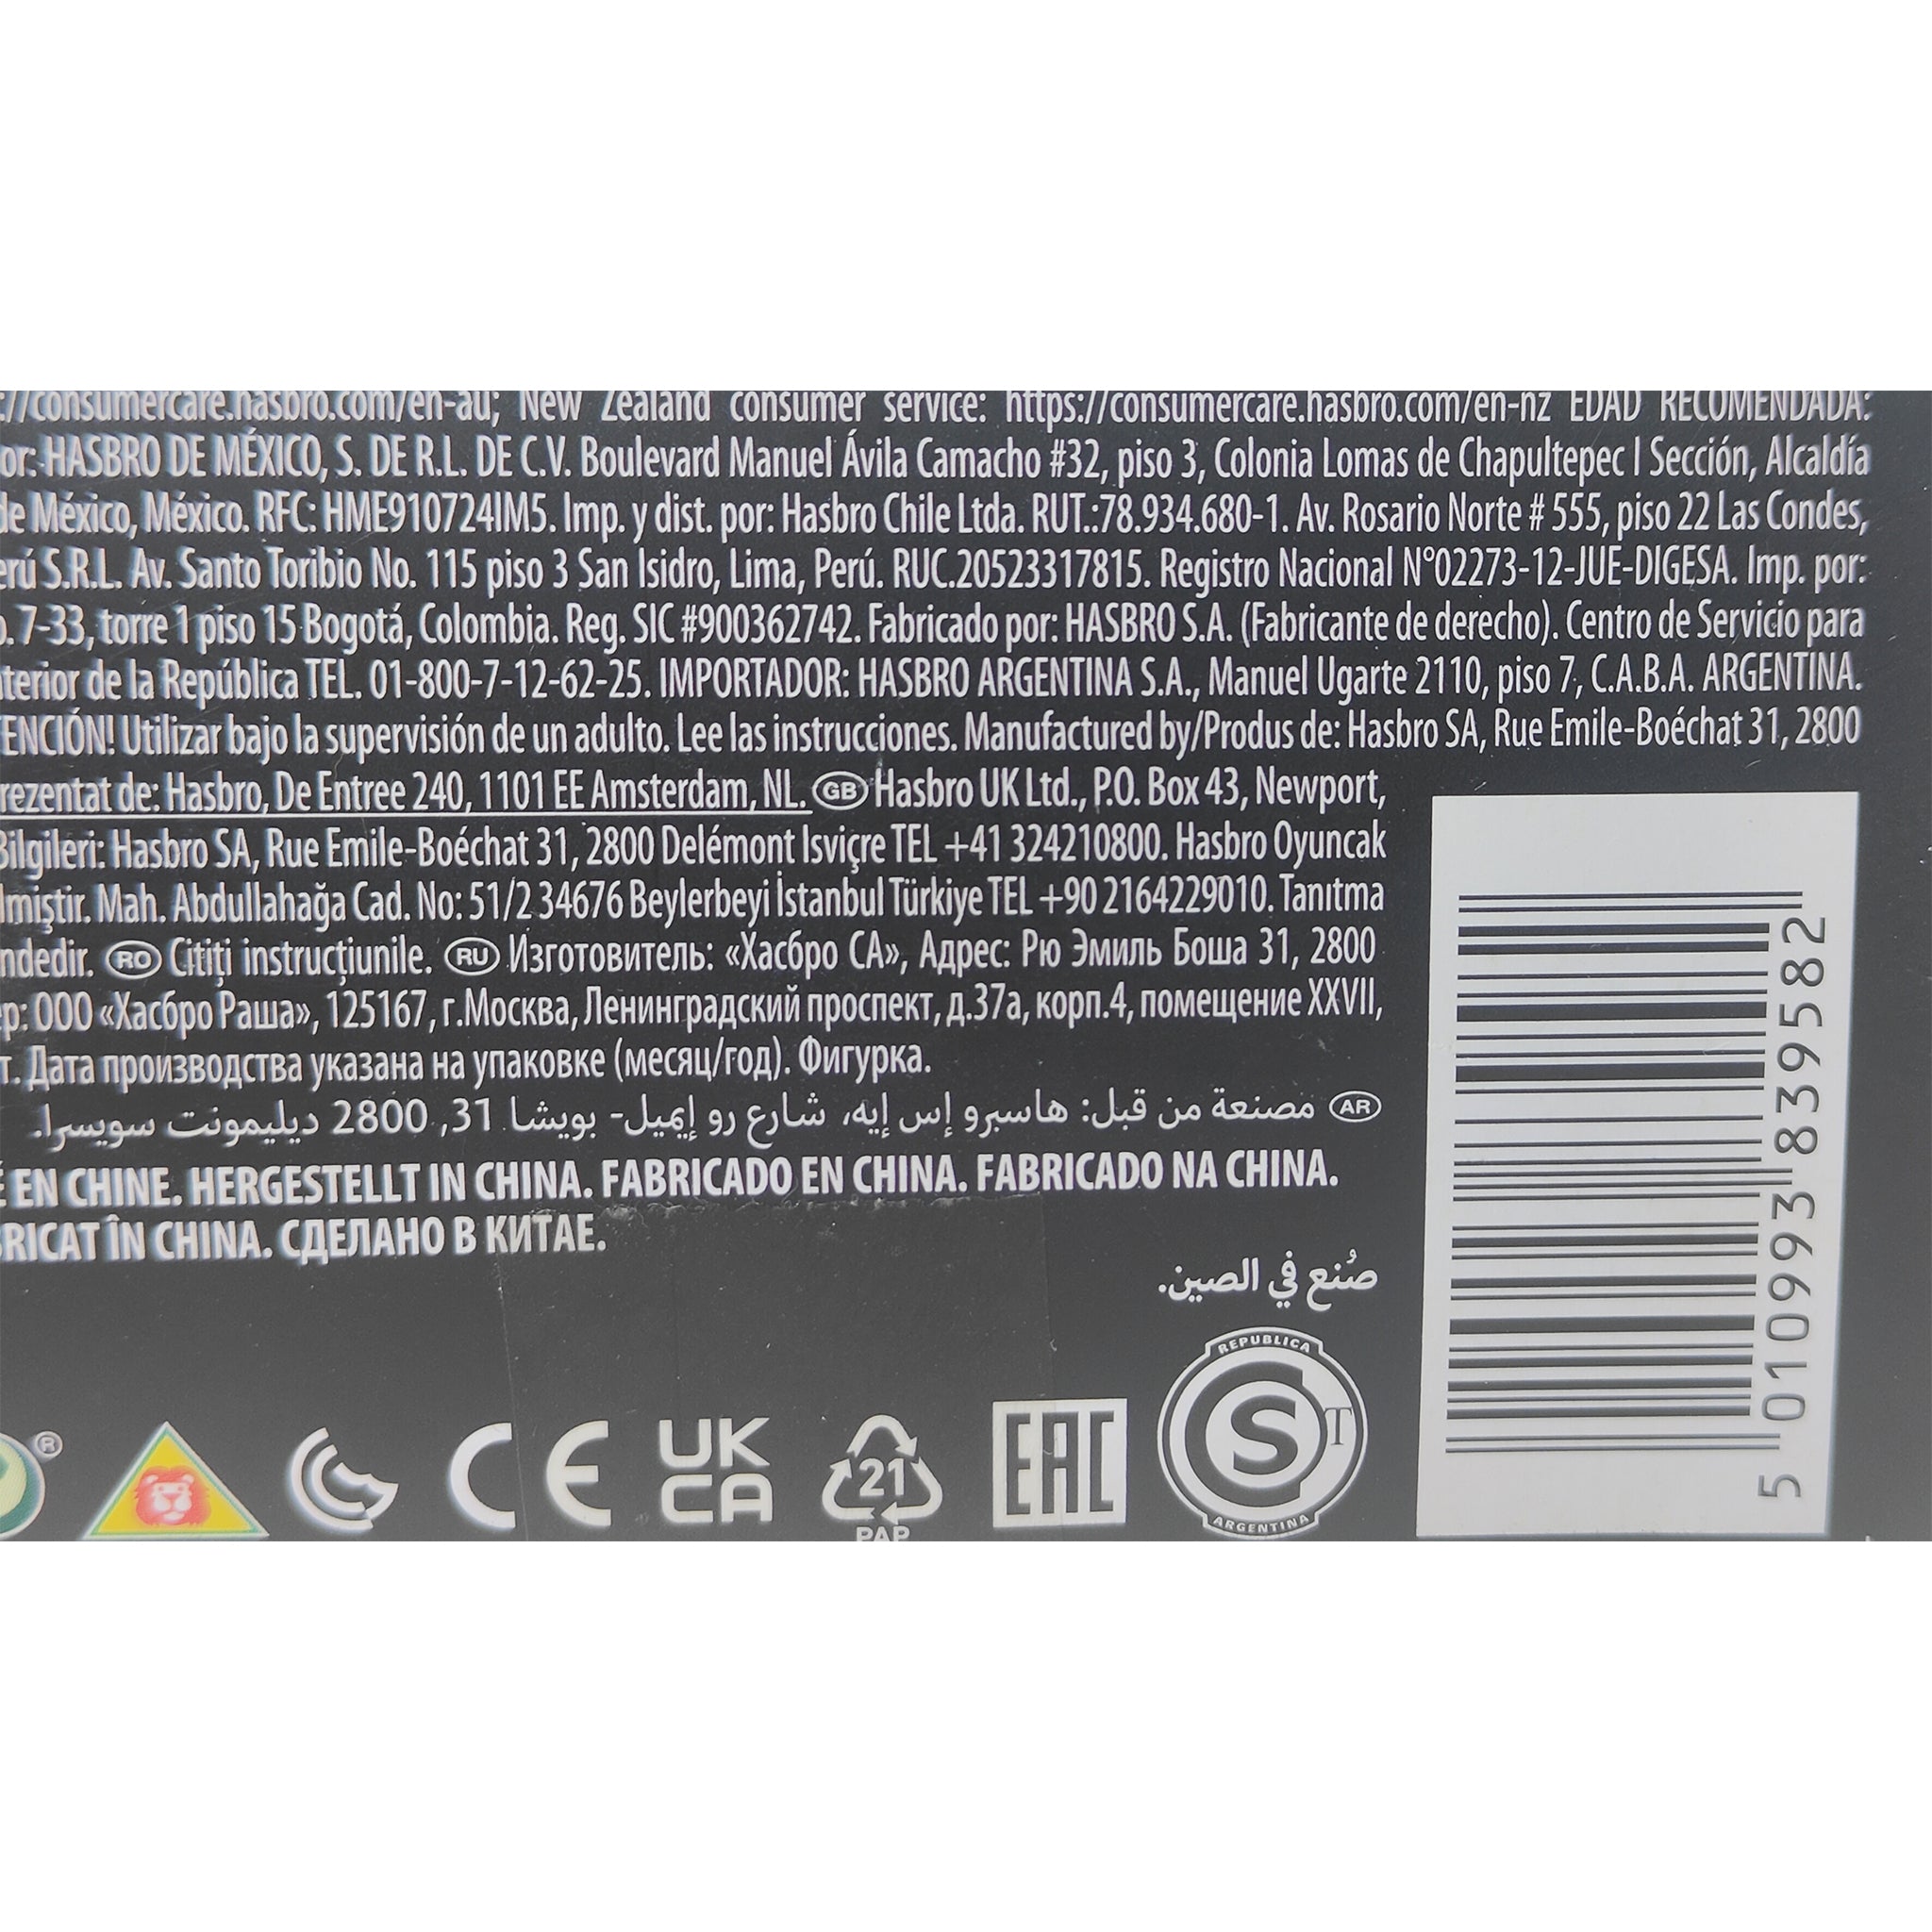 ://consumercare.hasbro.com/en-au; New Zealand consumer service: https://consumercare.hasbro.com/en-nz EDAD RECOMENDADA:
or: HASBRO DE MÉXICO, S. DE R.L. DE C.V. Boulevard Manuel Ávila Camacho #32, piso 3, Colonia Lomas de Chapultepec I Sección, Alcaldía
de México, México. RFC: HME910724IM5. Imp. y dist. por: Hasbro Chile Ltda. RUT.:78.934.680-1. Av. Rosario Norte # 555, piso 22 Las Condes,
erú S.R.L. Av. Santo Toribio No. 115 piso 3 San Isidro, Lima, Perú. RUC.20523317815. Registro Nacional N°02273-12-JUE-DIGESA. Imp. por:
o. 7-33, torre 1 piso 15 Bogotá, Colombia. Reg. SIC #900362742. Fabricado por: HASBRO S.A. (Fabricante de derecho). Centro de Servicio para
terior de la República TEL. 01-800-7-12-62-25. IMPORTADOR: HASBRO ARGENTINA S.A., Manuel Ugarte 2110, piso 7, C.A.B.A. ARGENTINA.
ENCIÓN! Utilizar bajo la supervisión de un adulto. Lee las instrucciones. Manufactured by/Produs de: Hasbro SA, Rue Emile-Boéchat 31, 2800
rezentat de: Hasbro, De Entree 240, 1101 EE Amsterdam, NL. GB Hasbro UK Ltd., P.O. Box 43, Newport,
Bilgileri: Hasbro SA, Rue Emile-Boéchat 31, 2800 Delémont Isviçre TEL +41 324210800. Hasbro Oyuncak
lmiştir. Mah. Abdullahağa Cad. No: 51/2 34676 Beylerbeyi İstanbul Türkiye TEL +90 2164229010. Tanıtma
ndedir. RO Citiți instrucțiunile. RU Изготовитель: «Хасбро СА», Адрес: Рю Эмиль Боша 31, 2800
ер: ООО «Хасбро Раша», 125167, г.Москва, Ленинградский проспект, д.37а, корп.4, помещение XXVII,
т. Дата производства указана на упаковке (месяц/год). Фигурка.
AR مصنعة من قبل: هاسبرو إس إيه، شارع رو إيميل- بويشا 31, 2800 ديليمونت سويسرا.
É EN CHINE. HERGESTELLT IN CHINA. FABRICADO EN CHINA. FABRICADO NA CHINA.
RICAT ÎN CHINA. СДЕЛАНО В КИТАЕ.
صُنع في الصين.
® CE UK CA 21 PAP EAC REPUBLICA S T ARGENTINA
5 010993 839582